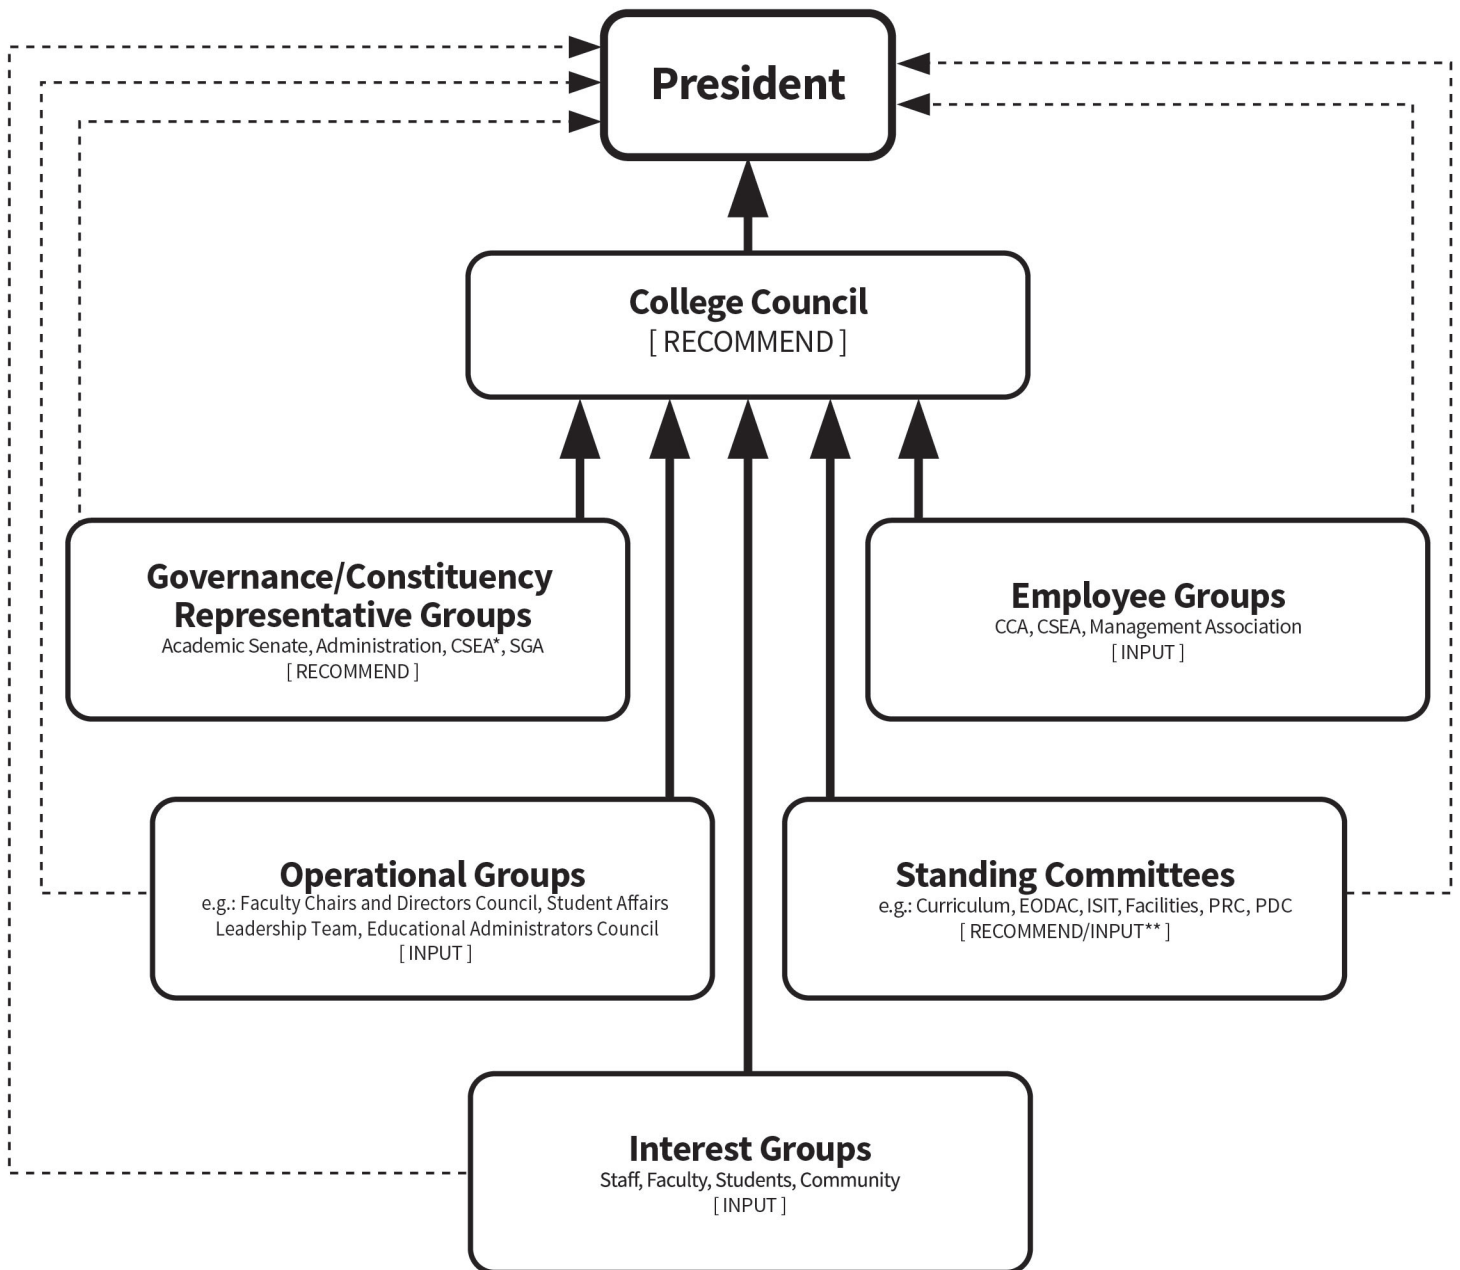 President
College Council
[ RECOMMEND ]
Governance/Constituency
Representative Groups
Academic Senate, Administration, CSEA*, SGA
[ RECOMMEND ]
Employee Groups
CCA, CSEA, Management Association
[ INPUT ]
Operational Groups
e.g.: Faculty Chairs and Directors Council, Student Affairs
Leadership Team, Educational Administrators Council
[ INPUT ]
Standing Committees
e.g.: Curriculum, EODAC, ISIT, Facilities, PRC, PDC
[ RECOMMEND/INPUT** ]
Interest Groups
Staff, Faculty, Students, Community
[ INPUT ]